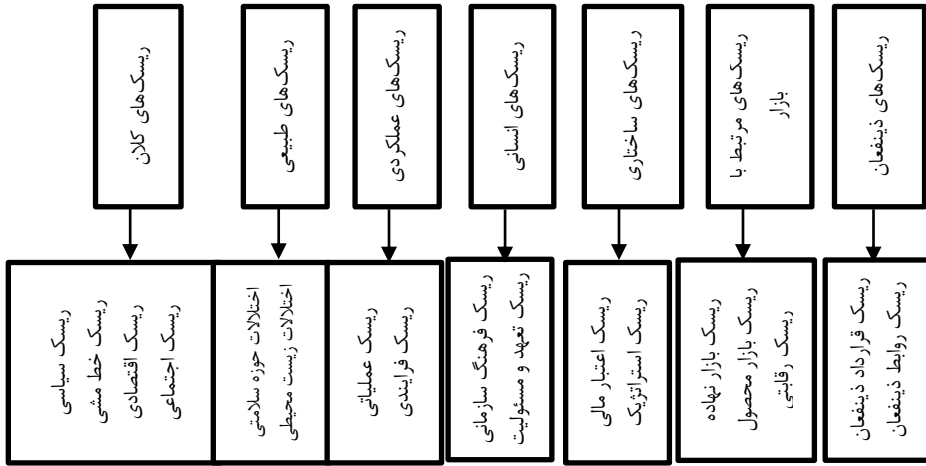 ریسک‌های کلان
ریسک سیاسی
ریسک خط مشی
ریسک اقتصادی
ریسک اجتماعی
ریسک‌های طبیعی
اختلالات حوزه سلامتی
اختلالات زیست محیطی
ریسک‌های عملکردی
ریسک عملیاتی
ریسک فرایندی
ریسک‌های انسانی
ریسک فرهنگ سازمانی
ریسک تعهد و مسئولیت
ریسک‌های ساختاری
ریسک اعتبار مالی
ریسک استراتژیک
ریسک‌های مرتبط با
بازار
ریسک بازار نهاده
ریسک بازار محصول
ریسک رقابتی
ریسک‌های ذینفعان
ریسک قرارداد ذینفعان
ریسک روابط ذینفعان